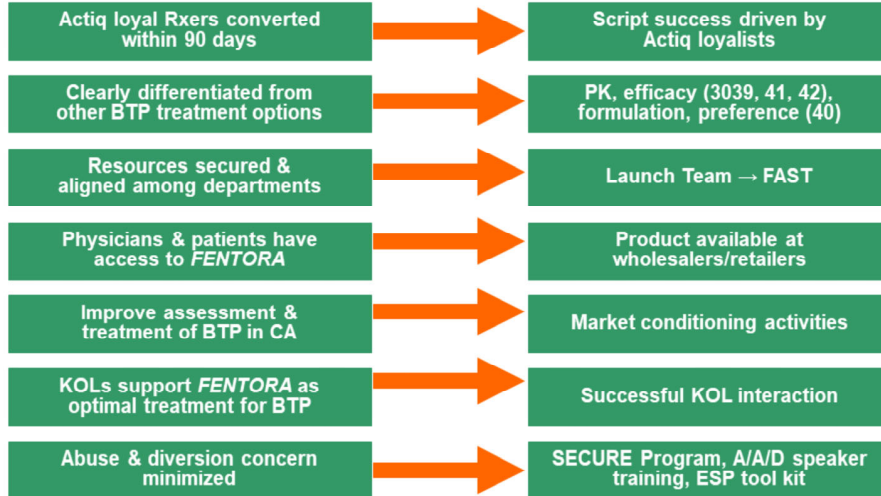 Actiq loyal Rxers converted
within 90 days
Script success driven by
Actiq loyalists
Clearly differentiated from
other BTP treatment options
PK, efficacy (3039, 41, 42),
formulation, preference (40)
Resources secured &
aligned among departments
Launch Team → FAST
Physicians & patients have
access to FENTORA
Product available at
wholesalers/retailers
Improve assessment &
treatment of BTP in CA
Market conditioning activities
KOLs support FENTORA as
optimal treatment for BTP
Successful KOL interaction
Abuse & diversion concern
minimized
SECURE Program, A/A/D speaker
training, ESP tool kit